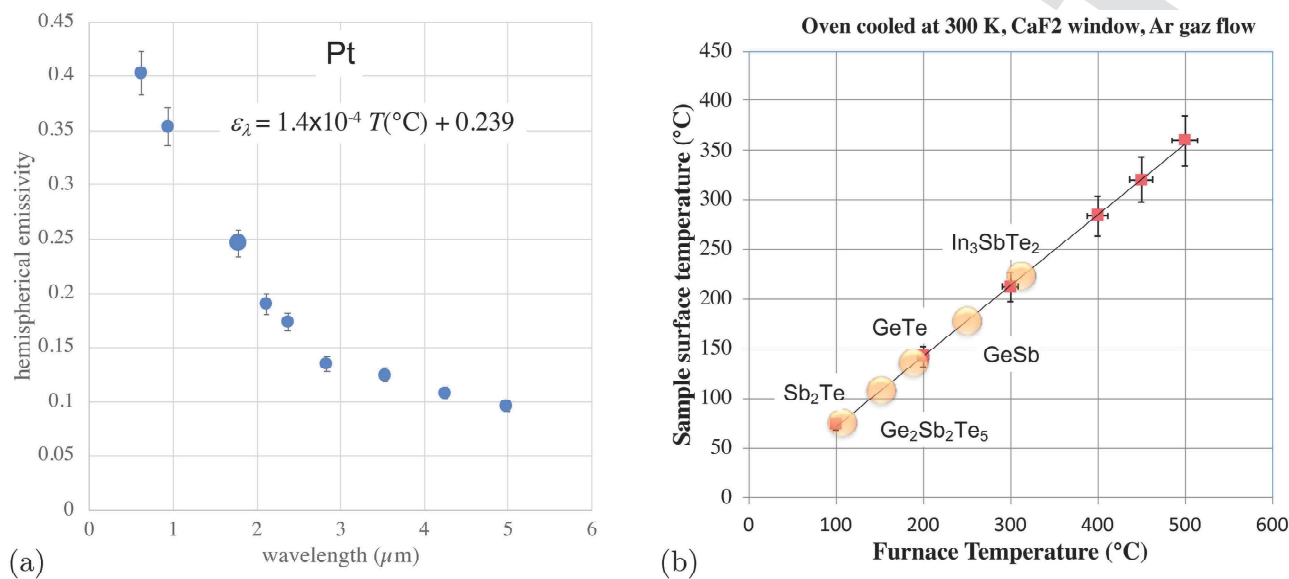 Pt
ελ = 1.4x10-4 T(°C) + 0.239
hemispherical emissivity
0.45
0.4
0.35
0.3
0.25
0.2
0.15
0.1
0.05
0
0 1 2 3 4 5 6
wavelength (µm)
(a)
Oven cooled at 300 K, CaF2 window, Ar gaz flow
Sample surface temperature (°C)
450
400
350
300
250
200
150
100
50
0
In3SbTe2
GeTe
GeSb
Sb2Te
Ge2Sb2Te5
0 100 200 300 400 500 600
Furnace Temperature (°C)
(b)